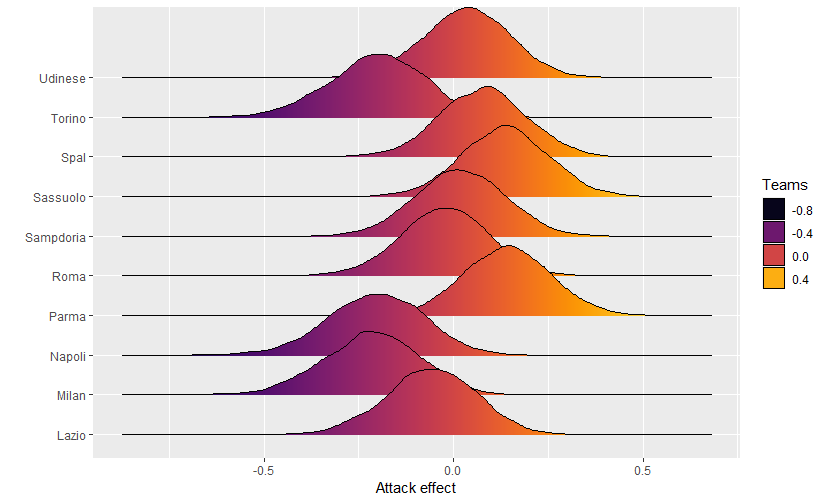 Udinese
Torino
Spal
Sassuolo
Sampdoria
Roma
Parma
Napoli
Milan
Lazio
-0.5 0.0 0.5
Attack effect
Teams
-0.8
-0.4
0.0
0.4